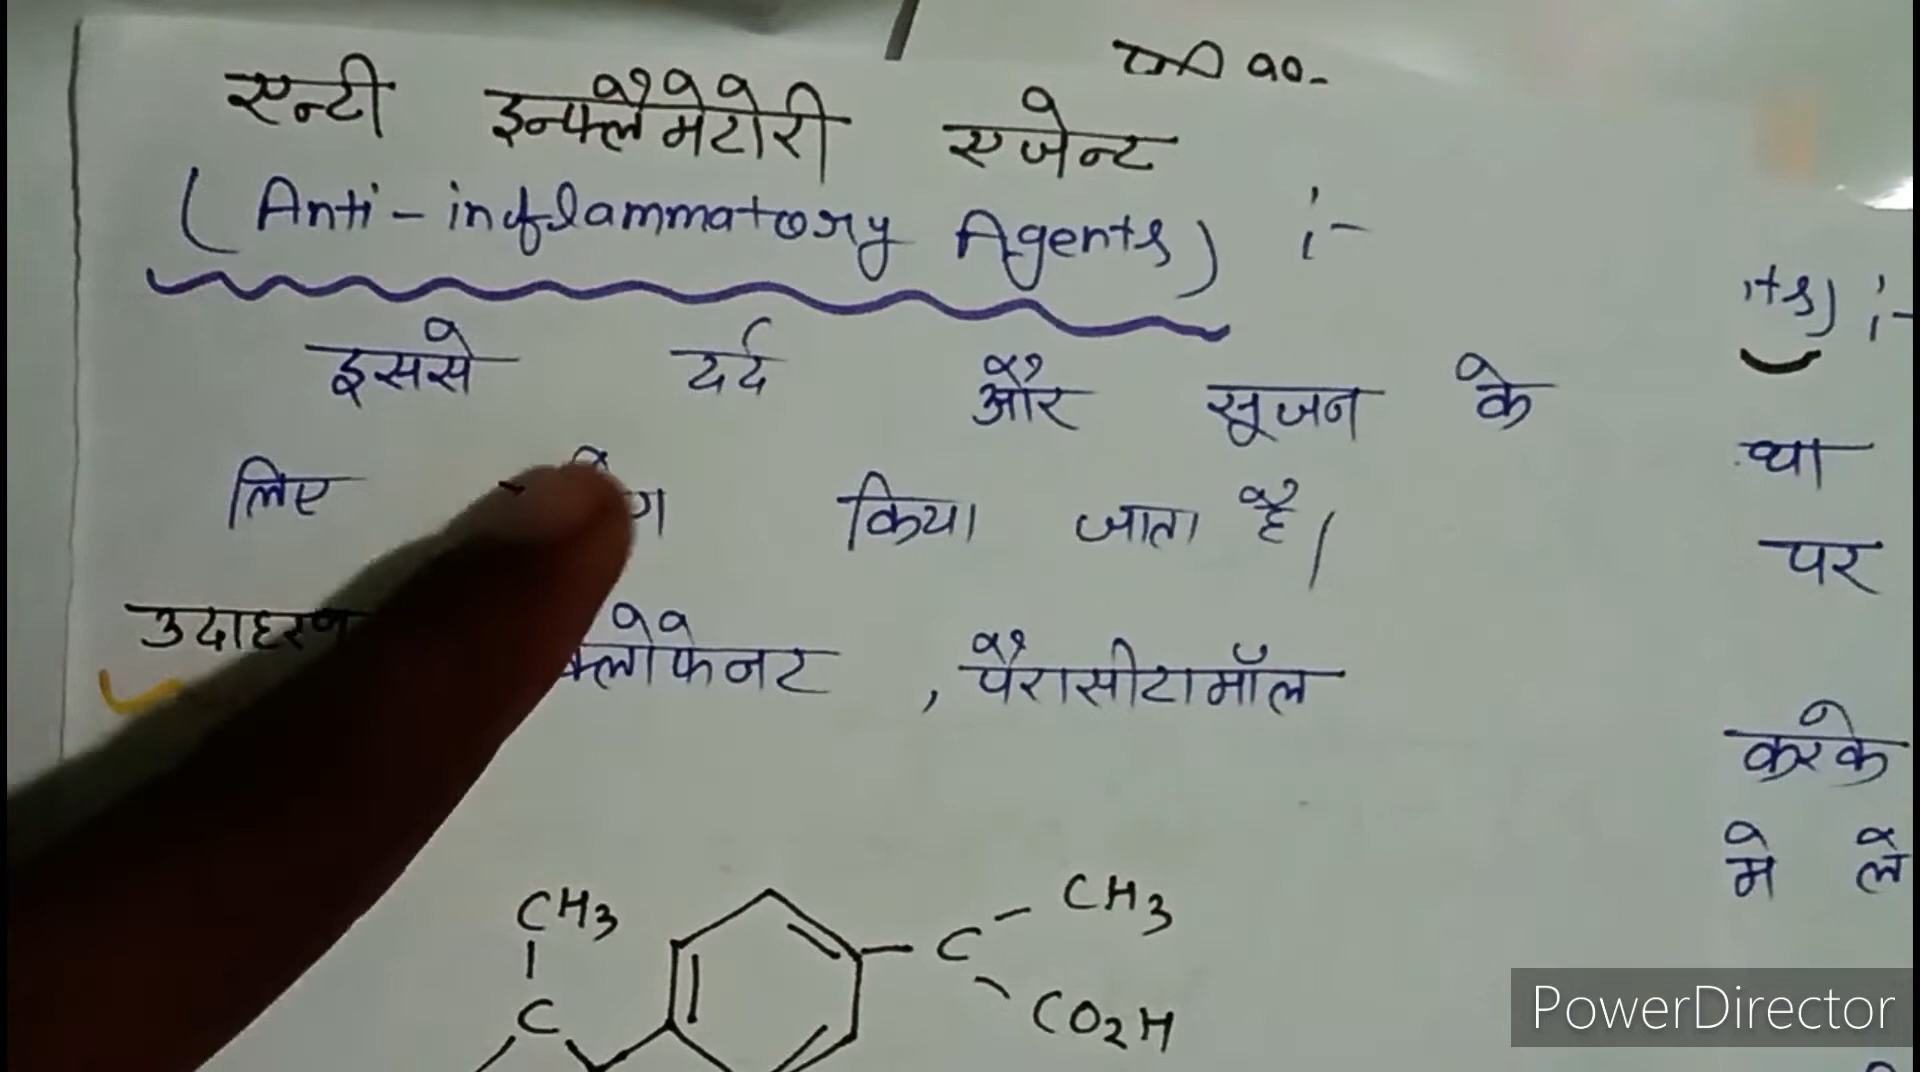 एन्टी इन्फ्लैमेटोरी एजेन्ट
(Anti-inflammatory Agents) :-
इससे दर्द और सूजन के
लिए किया जाता है।
उदाहरण क्लोफेनट, पैरासीटामॉल
CH3
CH3
C
C
CO2H
पर
करके
मे ले
PowerDirector